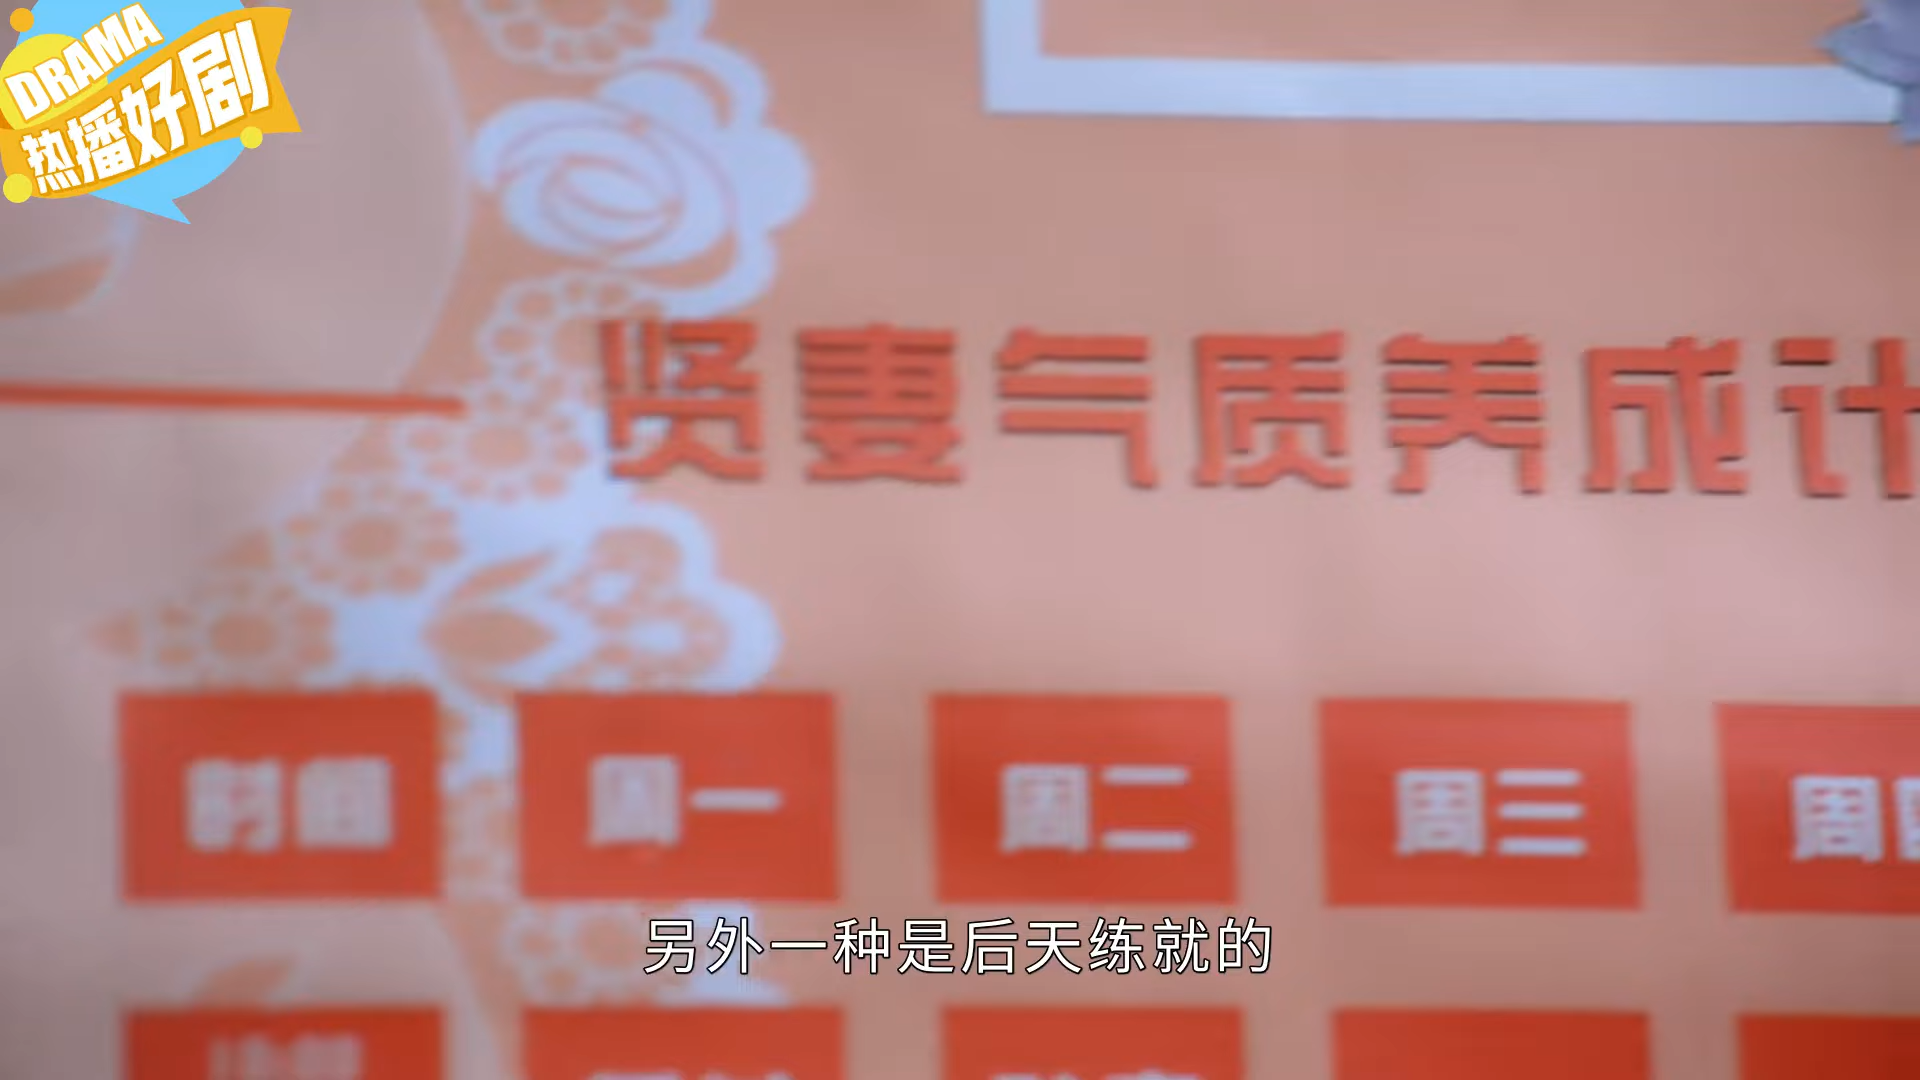 DRAMA
热播好剧
贤妻气质养成计
时间 周一 周二 周三 周
另外一种是后天练就的